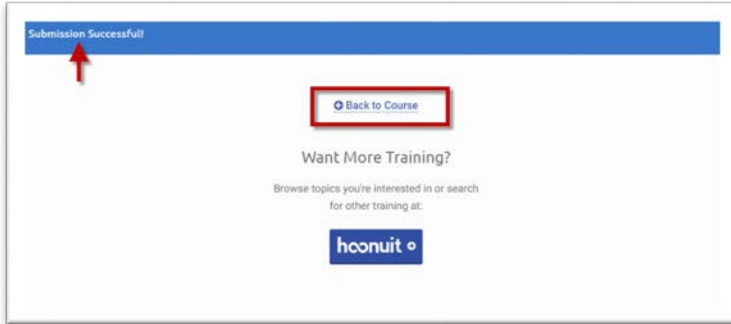 Submission Successful!
Back to Course
Want More Training?
Browse topics you're interested in or search
for other training at:
hoonuit